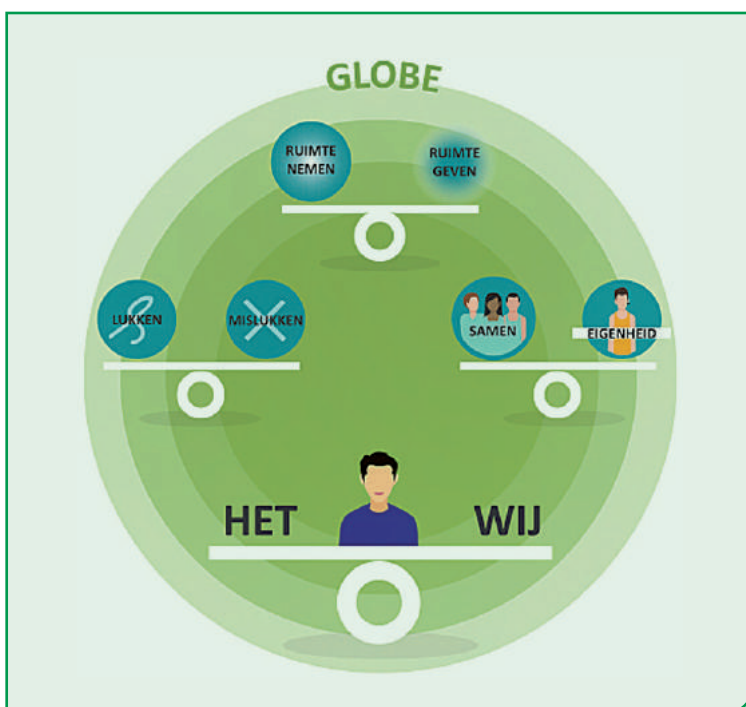 GLOBE
RUIMTE
NEMEN
RUIMTE
GEVEN
LUKKEN
MISLUKKEN
SAMEN
EIGENHEID
HET
WIJ